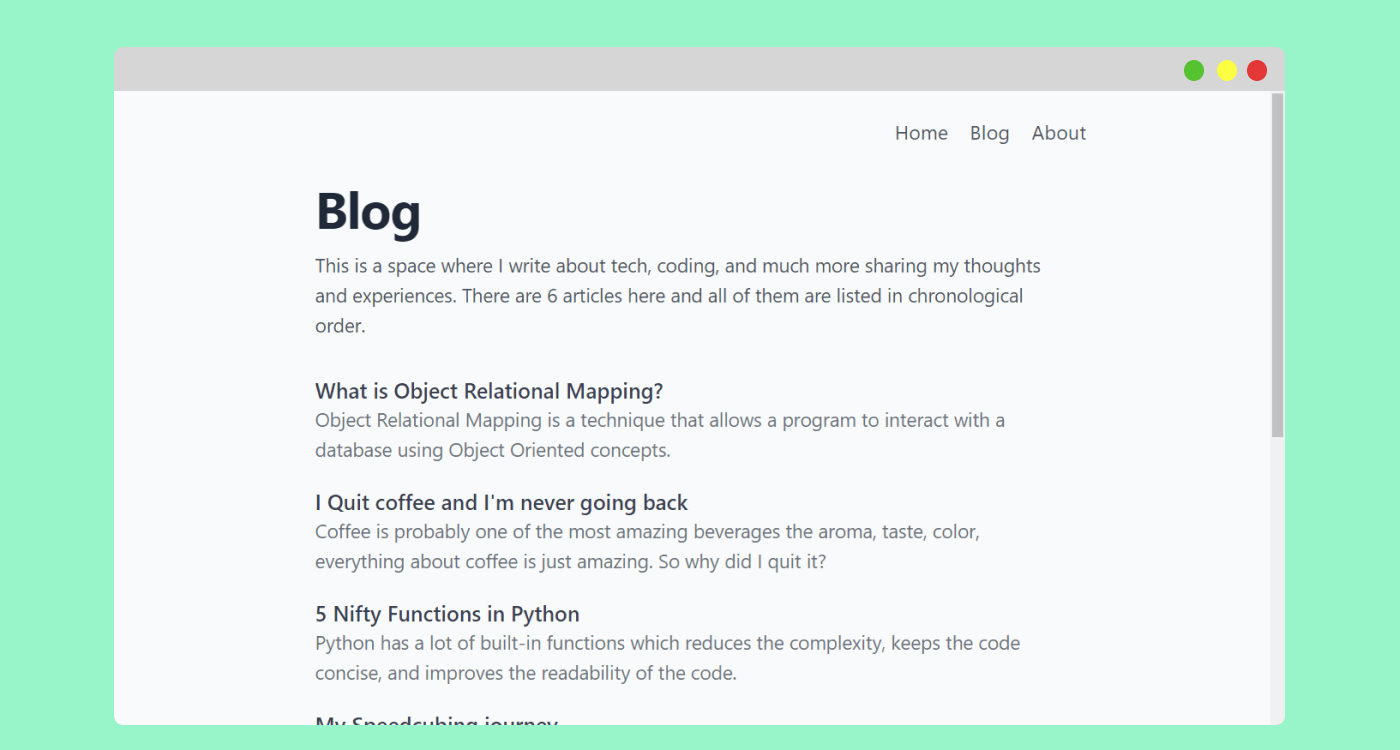 Home Blog About
Blog
This is a space where I write about tech, coding, and much more sharing my thoughts
and experiences. There are 6 articles here and all of them are listed in chronological
order.
What is Object Relational Mapping?
Object Relational Mapping is a technique that allows a program to interact with a
database using Object Oriented concepts.
I Quit coffee and I'm never going back
Coffee is probably one of the most amazing beverages the aroma, taste, color,
everything about coffee is just amazing. So why did I quit it?
5 Nifty Functions in Python
Python has a lot of built-in functions which reduces the complexity, keeps the code
concise, and improves the readability of the code.
My Speedcubing journey